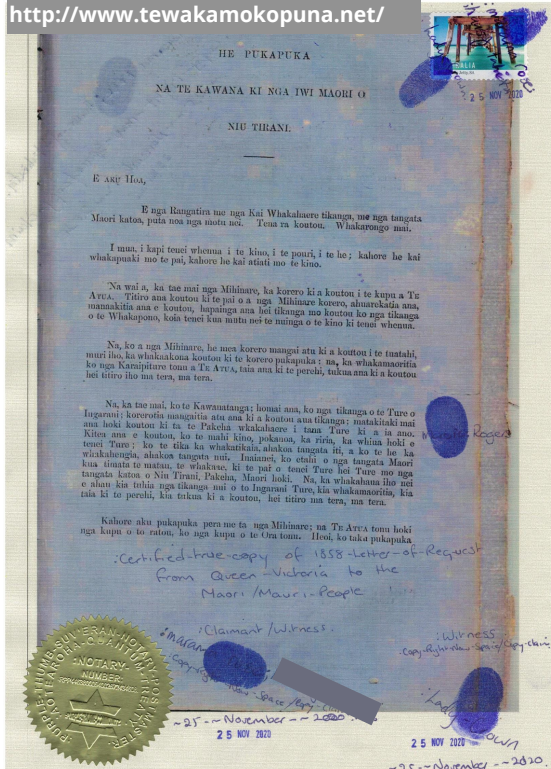 http://www.tewakamokopuna.net/
25 NOV 2020
HE PUKAPUKA
NA TE KAWANA KI NGA IWI MAORI O
NIU TIRANI.
E AKU HOA,
E nga Rangatira me nga Kai Whakahaere tikanga, me nga tangata
Maori katoa, puta noa nga motu nei. Tena ra koutou. Whakarongo mai.
I mua, i kapi tenei whenua i te kino, i te pouri, i te he; kahore he kai
whakapuaki mo te pai, kahore he kai atiati mo te kino.
Na wai a, ka tae mai nga Mihinare, ka korero ki a koutou i te kupu a TE
ATUA. Titiro ana koutou ki te pai o a nga Mihinare korero, ahuarekatia ana,
manaakitia ana e koutou, hapainga ana hei tikanga mo koutou ko nga tikanga
o te Whakapono, koia tenei kua mutu nei te nuinga o te kino ki tenei whenua.
Na, ko a nga Mihinare, he mea korero mangai atu ki a koutou i te tuatahi,
muri iho, ka whakaakona koutou ki te korero pukapuka; na, ka whakamaoritia
ko nga Karaipiture tonu a TE ATUA, taia ana ki te perehi, tukua ana ki a koutou
hei titiro iho ma tera, ma tera.
Na, ka tae mai, ko te Kawanatanga; homai ana, ko nga tikanga o te Ture o
Ingarani; korerotia mangaitia atu ana ki a koutou aua tikanga; matakitaki mai
ana hoki koutou ki ta te Pakeha wkakahaere i tana Ture ki a ia ano.
Kitea ana e koutou, ko te mahi kino, pokanoa, ka riria, ka whiua hoki e
tenei Ture; ko te tika ka whakatikaia, ahakoa tangata iti, a ko te he ka
whakahengia, ahakoa tangata nui. Inaianei, ko etahi o nga tangata Maori
kua timata te matau, te whakaae, ki te pai o tenei Ture hei Ture mo nga
tangata katoa o Niu Tirani, Pakeha, Maori hoki. Na, ka whakahaua iho nei
e ahau kia tuhia nga tikanga nui o to Ingarani Ture, kia whakamaoritia, kia
taia ki te perehi, kia tukua ki a koutou, hei titiro iho ma tera, ma tera.
Kahore aku pukapuka pera me ta nga Mihinare; na TE ATUA tonu hoki
nga kupu o to ratou, ko nga kupu o te Ora tonu. Heoi, ko taka pukapuka
:Certified-true-copy of 1858-Letter-of-Request
from Queen-Victoria to the
Maori/Mauri-People
:Claimant/Witness.
:Witness
NOTARY
NUMBER:
~25-~November-~~2020
25 NOV 2020
25 NOV 2020
~25-~November-~~2020.